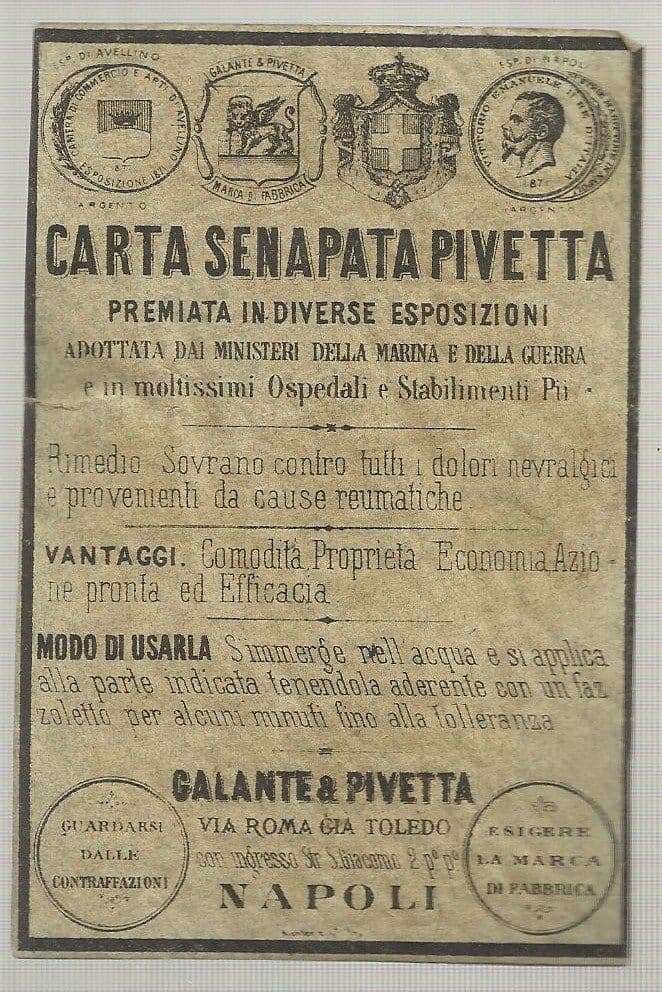 ESP. DI AVELLINO
CAMERA DI COMMERCIO E ARTI D'AVELLINO
ESPOSIZIONE 1871
ARGENTO
GALANTE & PIVETTA
MARCA DI FABBRICA
ESP. DI NAPOLI
VITTORIO EMANUELE II RE D'ITALIA
1871
ARGENTO
CARTA SENAPATA PIVETTA
PREMIATA IN DIVERSE ESPOSIZIONI
ADOTTATA DAI MINISTERI DELLA MARINA E DELLA GUERRA
e in moltissimi Ospedali e Stabilimenti Pii
Rimedio Sovrano contro tutti i dolori nevralgici
e provenienti da cause reumatiche
VANTAGGI. Comodità, Proprietà Economia, Azio-
ne pronta ed Efficacia
MODO DI USARLA S'immerge nell'acqua e si applica
alla parte indicata tenendola aderente con un faz
zoletto per alcuni minuti fino alla tolleranza
GALANTE & PIVETTA
VIA ROMA GIA TOLEDO
con ingresso Str. S. Giacomo 2 pº pº
NAPOLI
GUARDARSI
DALLE
CONTRAFFAZIONI
ESIGERE
LA MARCA
DI FABBRICA